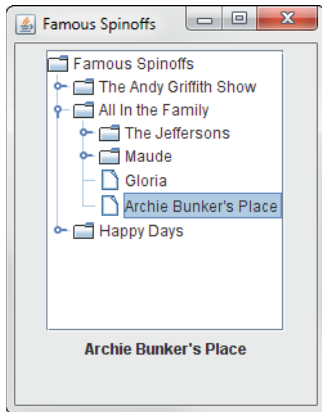 Famous Spinoffs
Famous Spinoffs
The Andy Griffith Show
All In the Family
The Jeffersons
Maude
Gloria
Archie Bunker's Place
Happy Days
Archie Bunker's Place